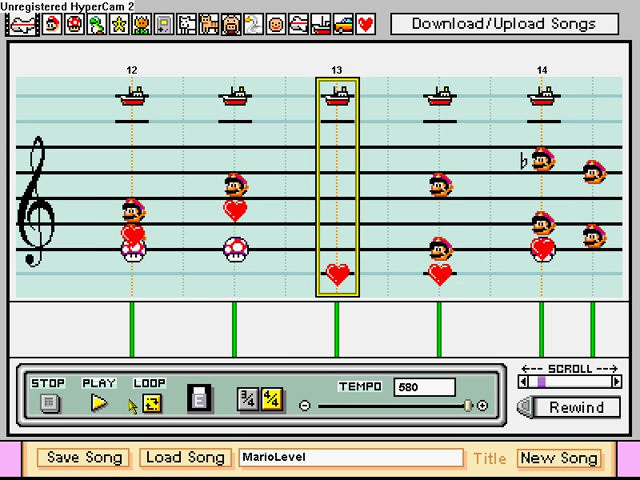 Unregistered HyperCam 2
Download/Upload Songs
12 13 14
STOP PLAY LOOP
3/4 4/4
TEMPO 580
<-- SCROLL -->
Rewind
Save Song Load Song MarioLevel Title New Song